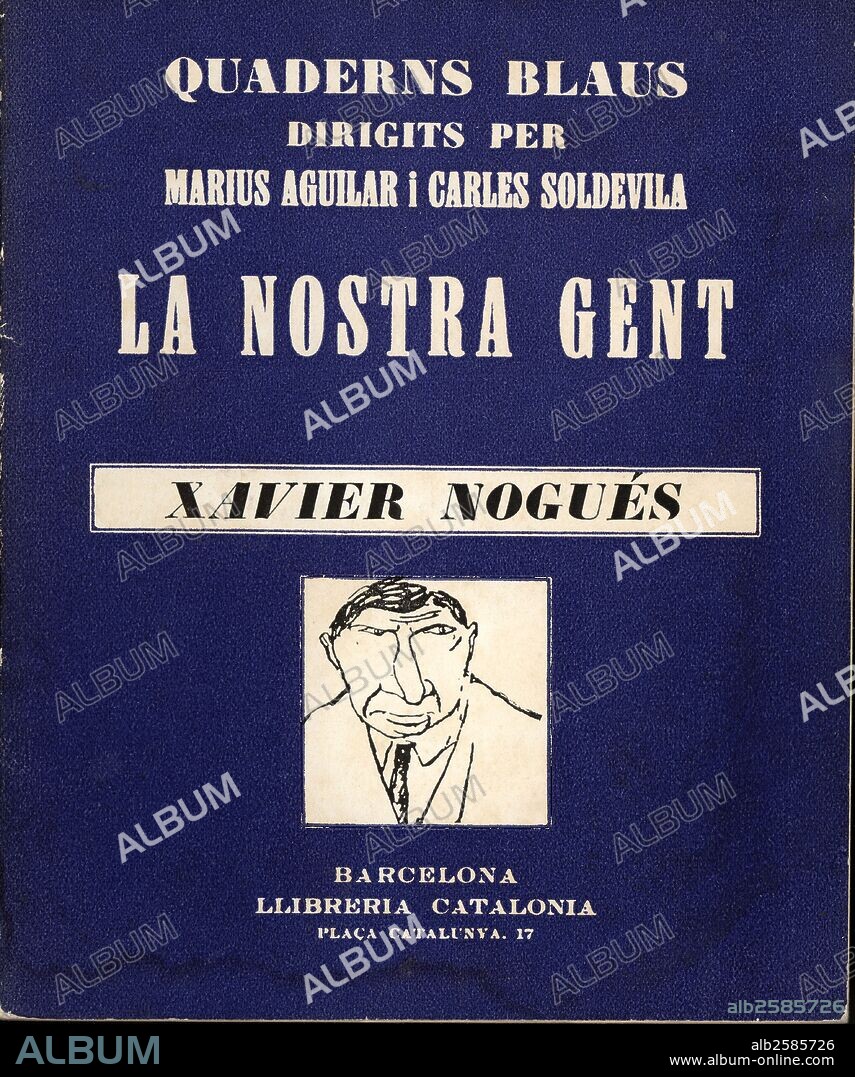 QUADERNS BLAUS
DIRIGITS PER
MARIUS AGUILAR i CARLES SOLDEVILA
LA NOSTRA GENT
XAVIER NOGUÉS
BARCELONA
LLIBRERIA CATALONIA
PLAÇA CATALUNYA. 17
alb2585726
ALBUM
alb2585726
www.album-online.com